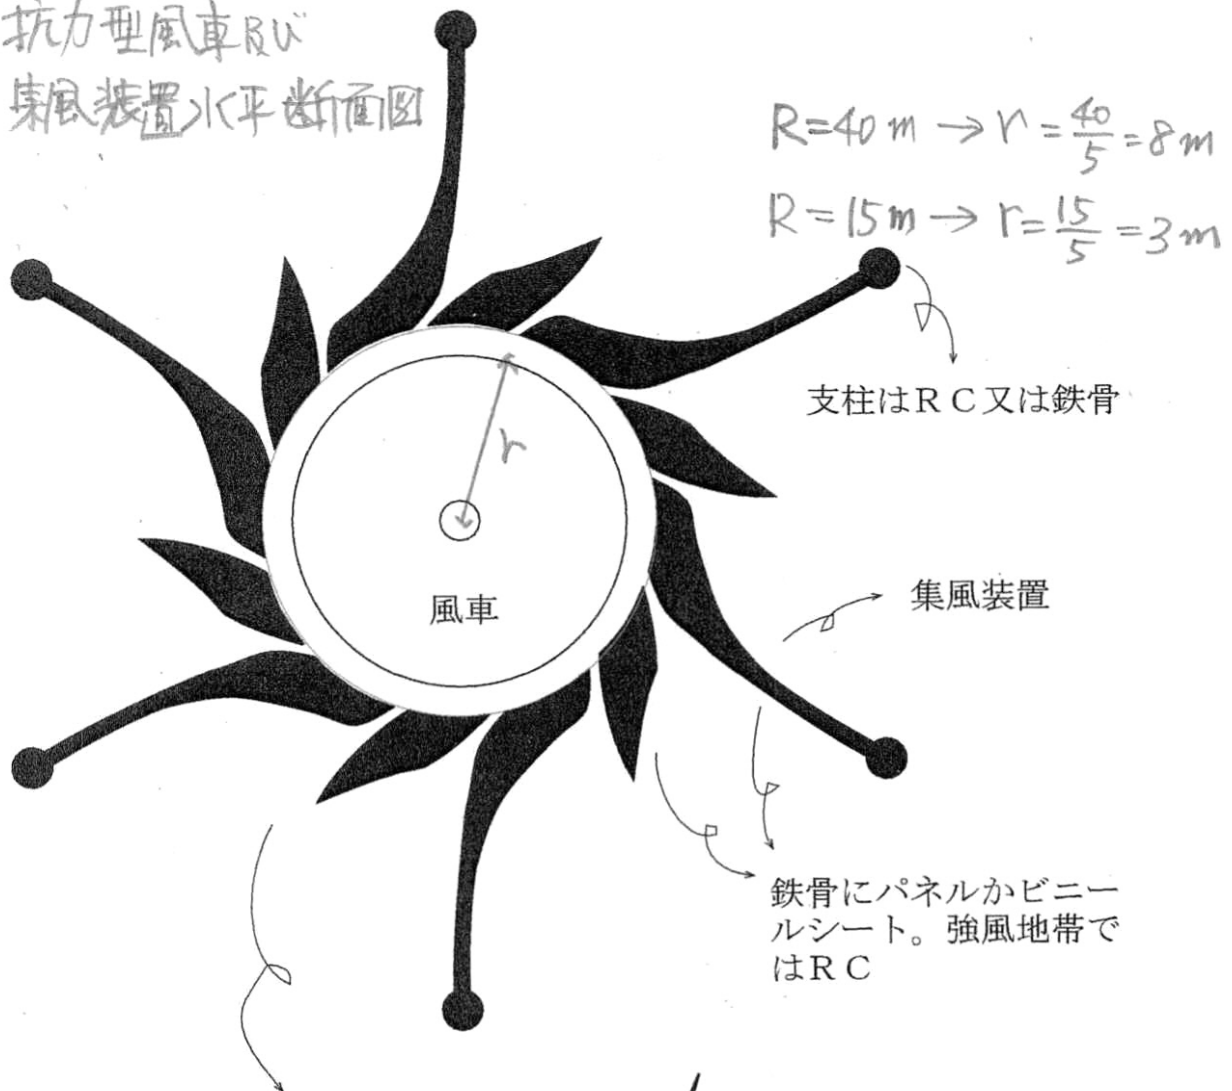 抗力型風車及び
集風装置水平断面図
R=40m→r=40/5=8m
R=15m→r=15/5=3m
支柱はRC又は鉄骨
r
風車
集風装置
鉄骨にパネルかビニー
ルシート。強風地帯で
はRC